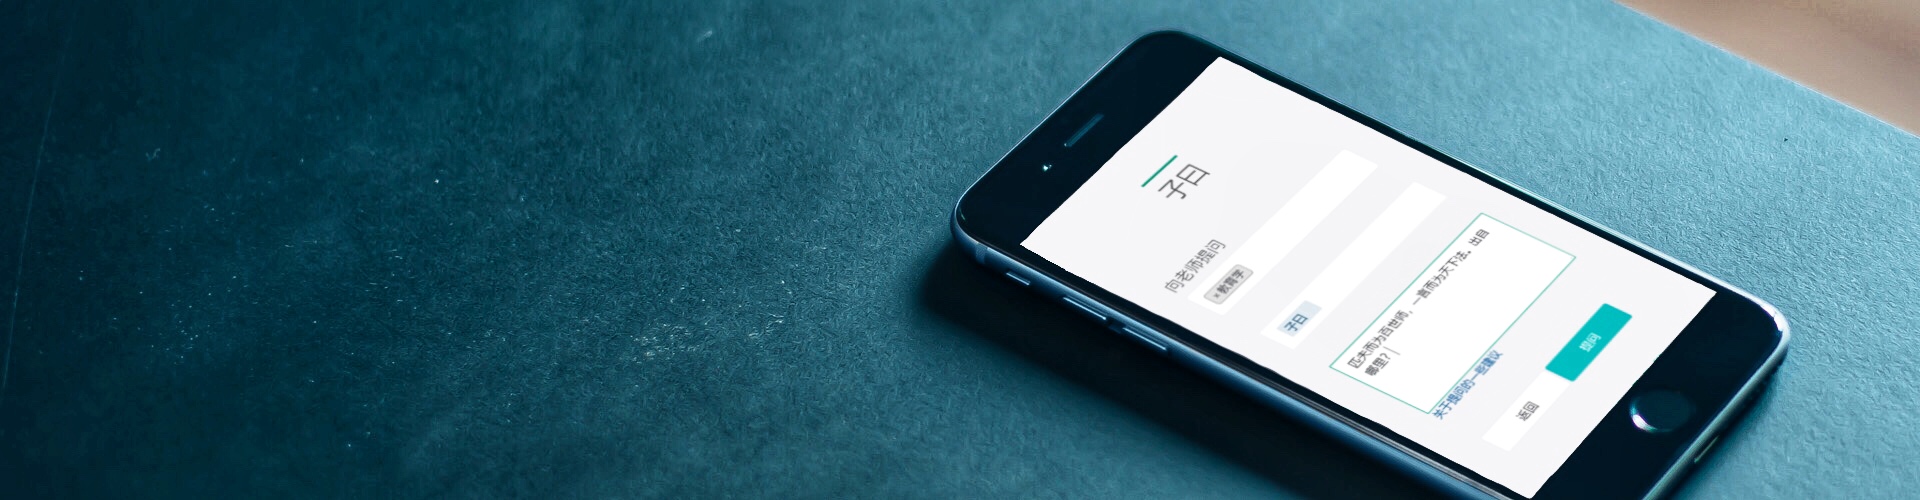 子曰
向老师提问
×教育学
子曰
匹夫而为百世师，一言而为天下法。出自
哪里？
关于提问的一些建议
提问
返回